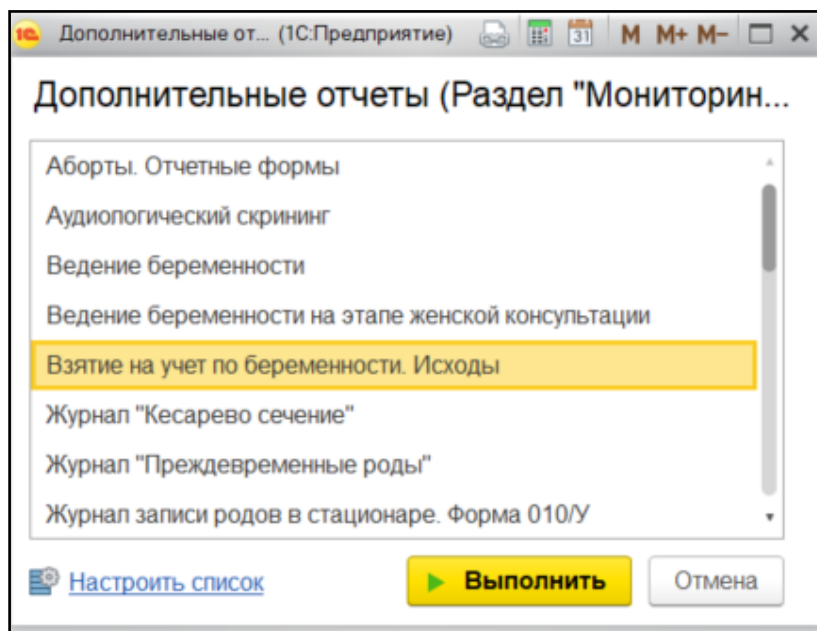 1С Дополнительные от... (1С:Предприятие) 31 M M+ M-
Дополнительные отчеты (Раздел "Мониторин...
Аборты. Отчетные формы
Аудиологический скрининг
Ведение беременности
Ведение беременности на этапе женской консультации
Взятие на учет по беременности. Исходы
Журнал "Кесарево сечение"
Журнал "Преждевременные роды"
Журнал записи родов в стационаре. Форма 010/У
Настроить список Выполнить Отмена